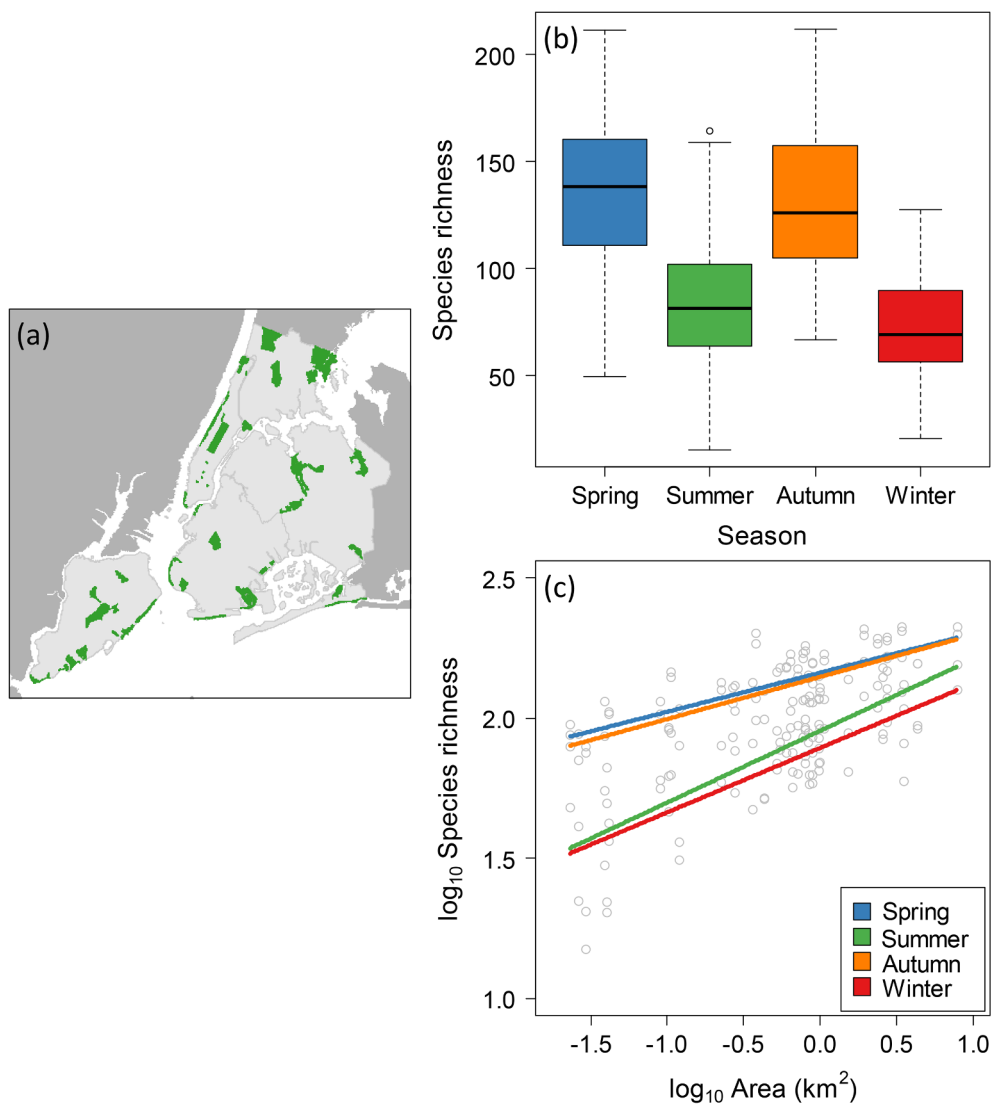 (a)
(b)
Species richness
200
150
100
50
Spring Summer Autumn Winter
Season
(c)
log₁₀ Species richness
2.5
2.0
1.5
1.0
Spring
Summer
Autumn
Winter
-1.5 -1.0 -0.5 0.0 0.5 1.0
log₁₀ Area (km²)